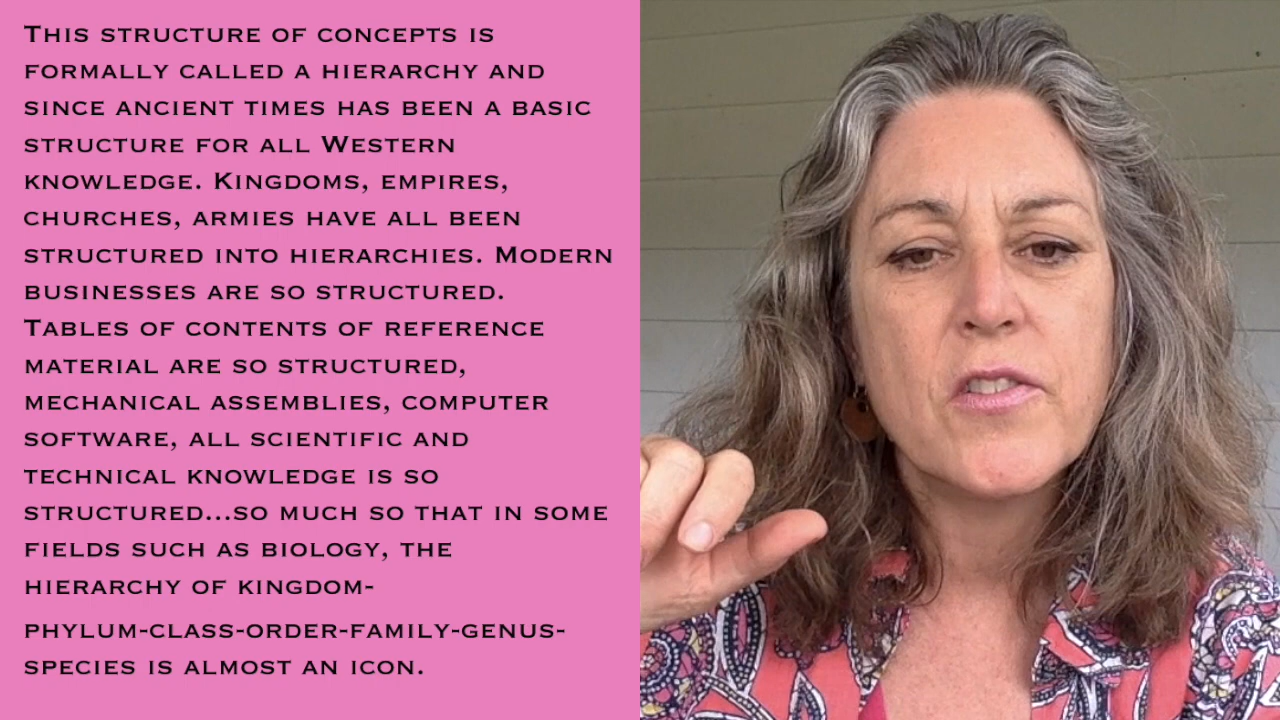 This structure of concepts is
formally called a hierarchy and
since ancient times has been a basic
structure for all Western
knowledge. Kingdoms, empires,
churches, armies have all been
structured into hierarchies. Modern
businesses are so structured.
Tables of contents of reference
material are so structured,
mechanical assemblies, computer
software, all scientific and
technical knowledge is so
structured...so much so that in some
fields such as biology, the
hierarchy of kingdom-
phylum-class-order-family-genus-
species is almost an icon.